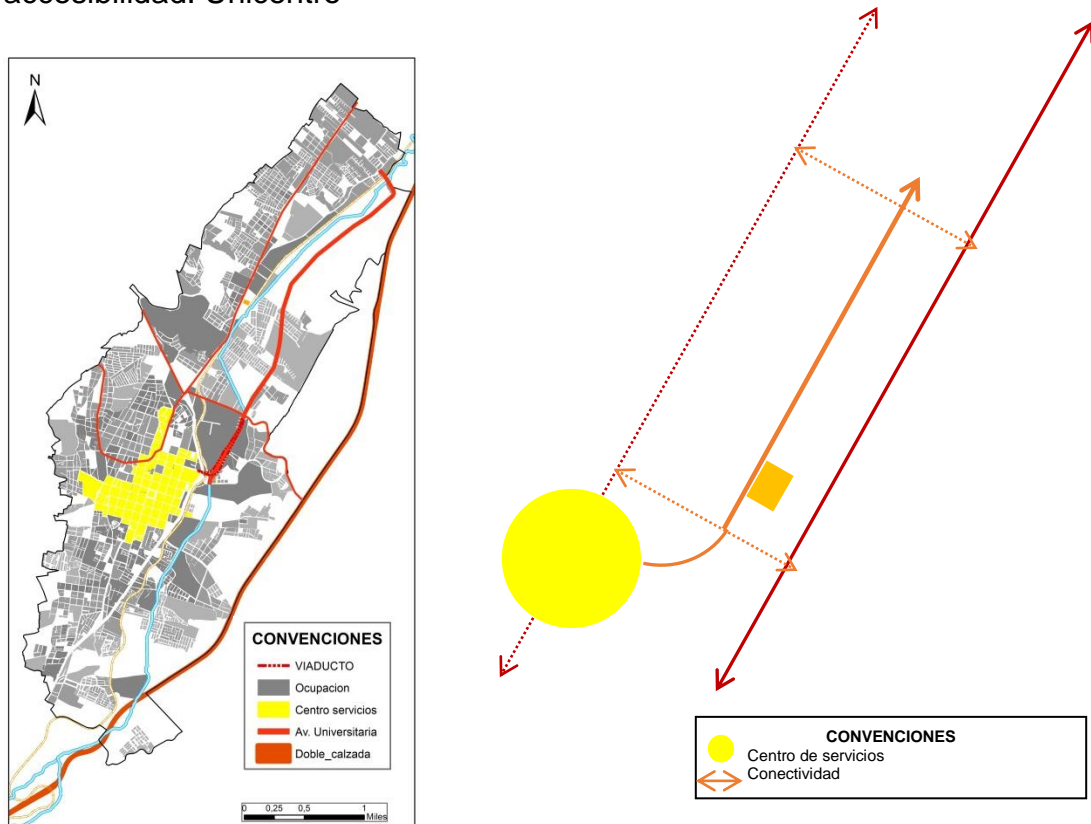 accesibilidad. Unicentro
N
CONVENCIONES
VIADUCTO
Ocupacion
Centro servicios
Av. Universitaria
Doble_calzada
0 0,25 0,5 1
Miles
CONVENCIONES
Centro de servicios
Conectividad